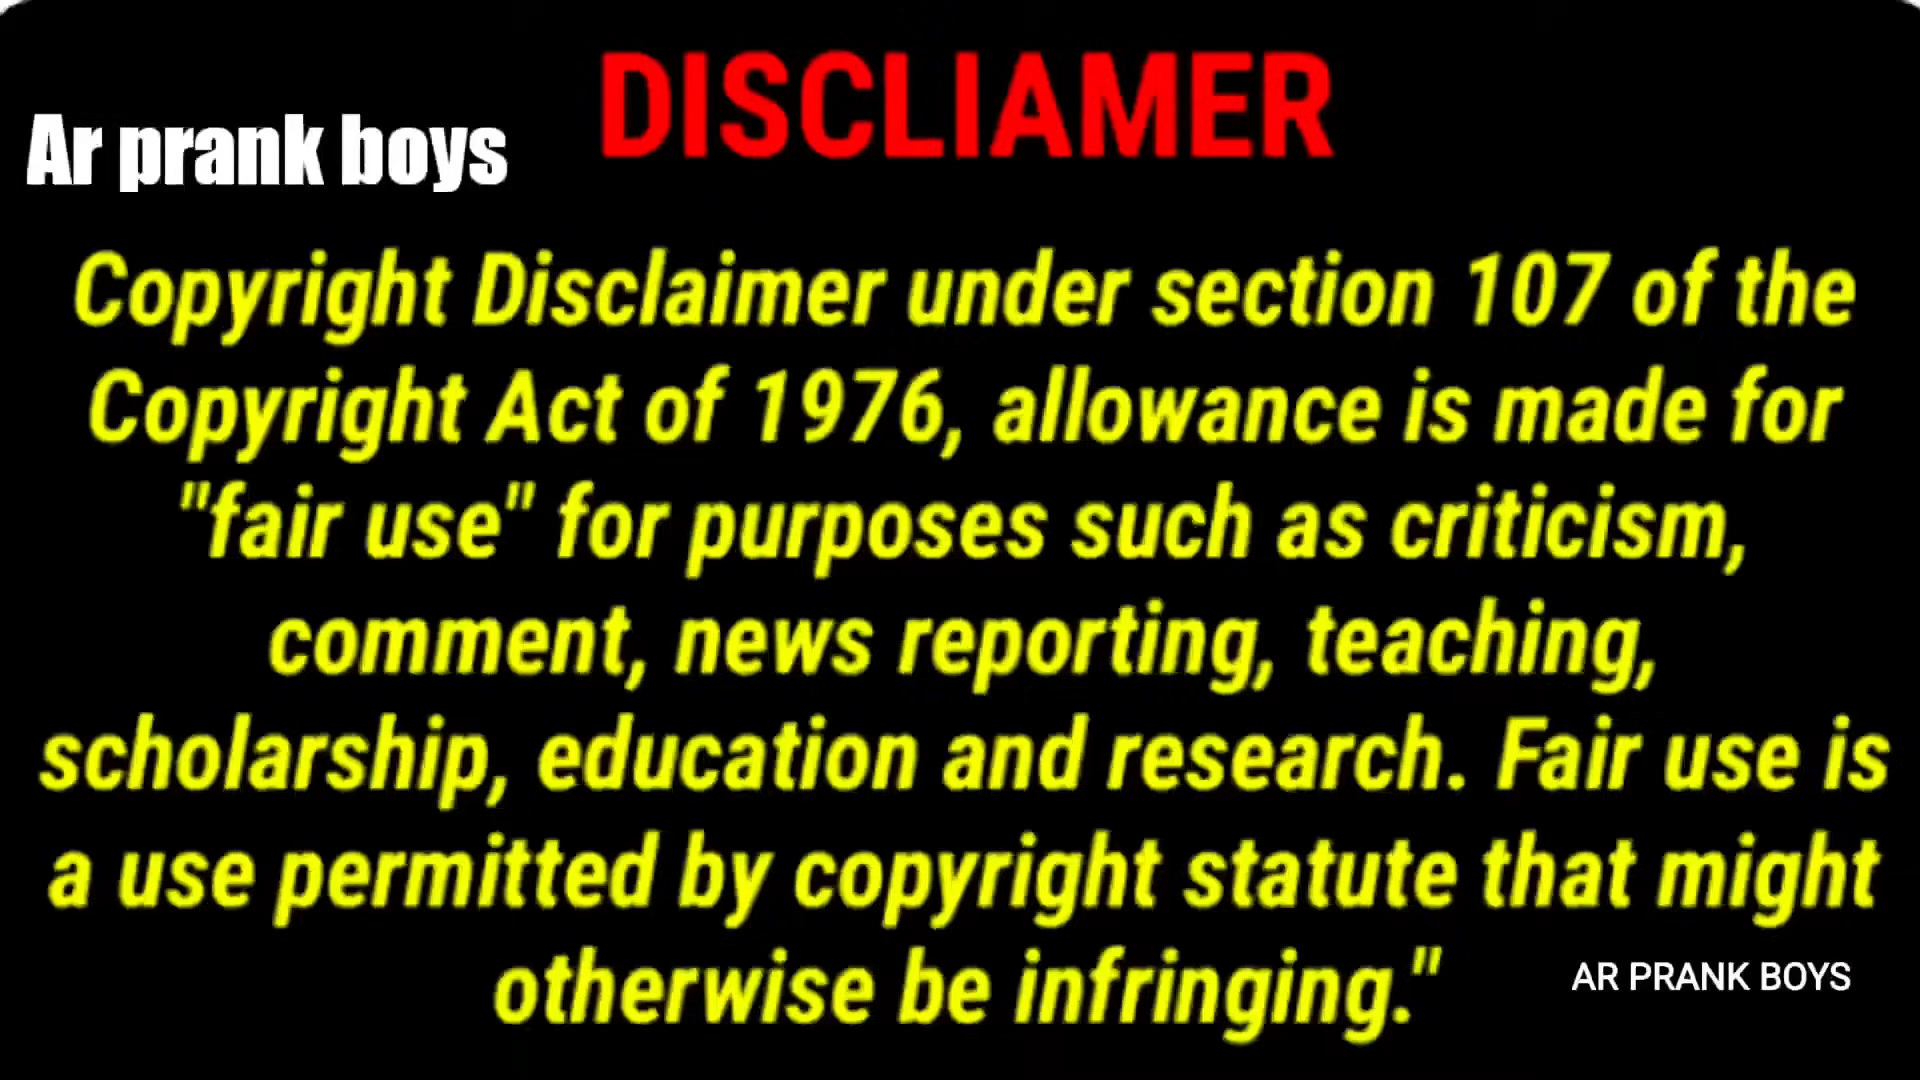 DISCLIAMER
Ar prank boys
Copyright Disclaimer under section 107 of the
Copyright Act of 1976, allowance is made for
"fair use" for purposes such as criticism,
comment, news reporting, teaching,
scholarship, education and research. Fair use is
a use permitted by copyright statute that might
otherwise be infringing."
AR PRANK BOYS